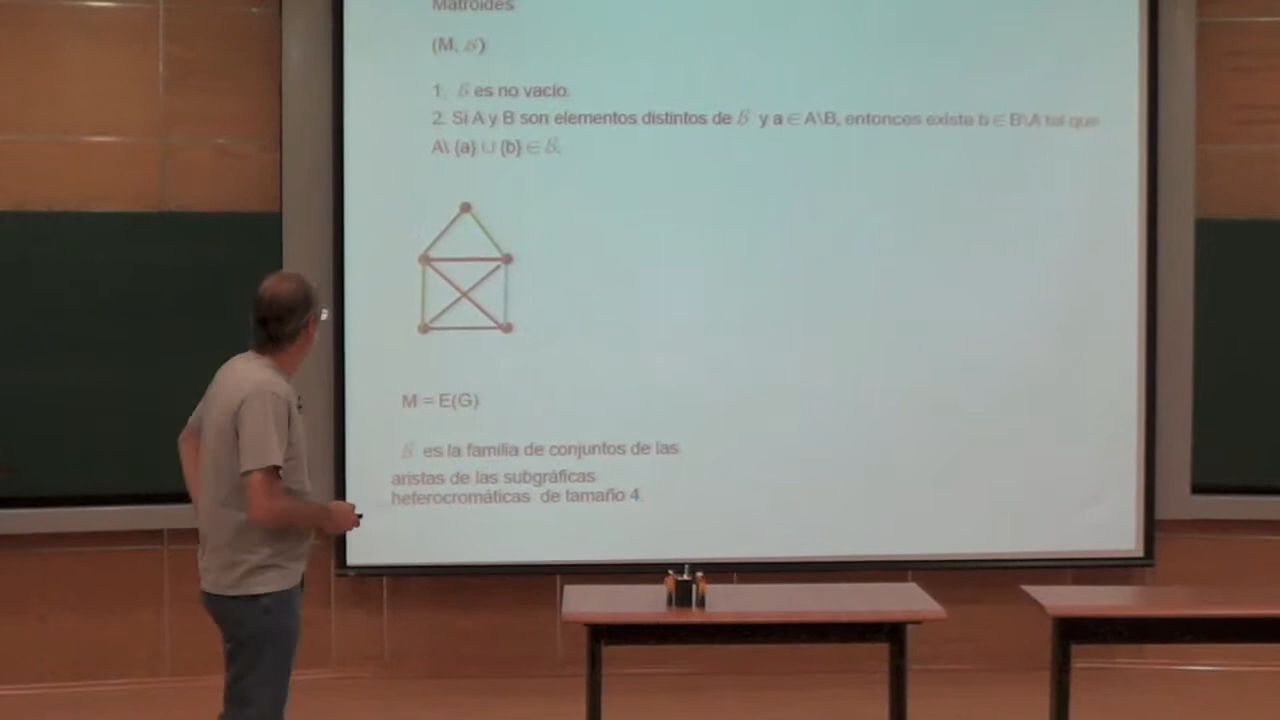 Matroides
(M, ℬ)
1. ℬ es no vacío.
2. Si A y B son elementos distintos de ℬ y a ∈ A\B, entonces existe b ∈ B\A tal que
A\ {a} ∪ {b} ∈ ℬ.
M = E(G)
ℬ es la familia de conjuntos de las
aristas de las subgráficas
heterocromáticas de tamaño 4.